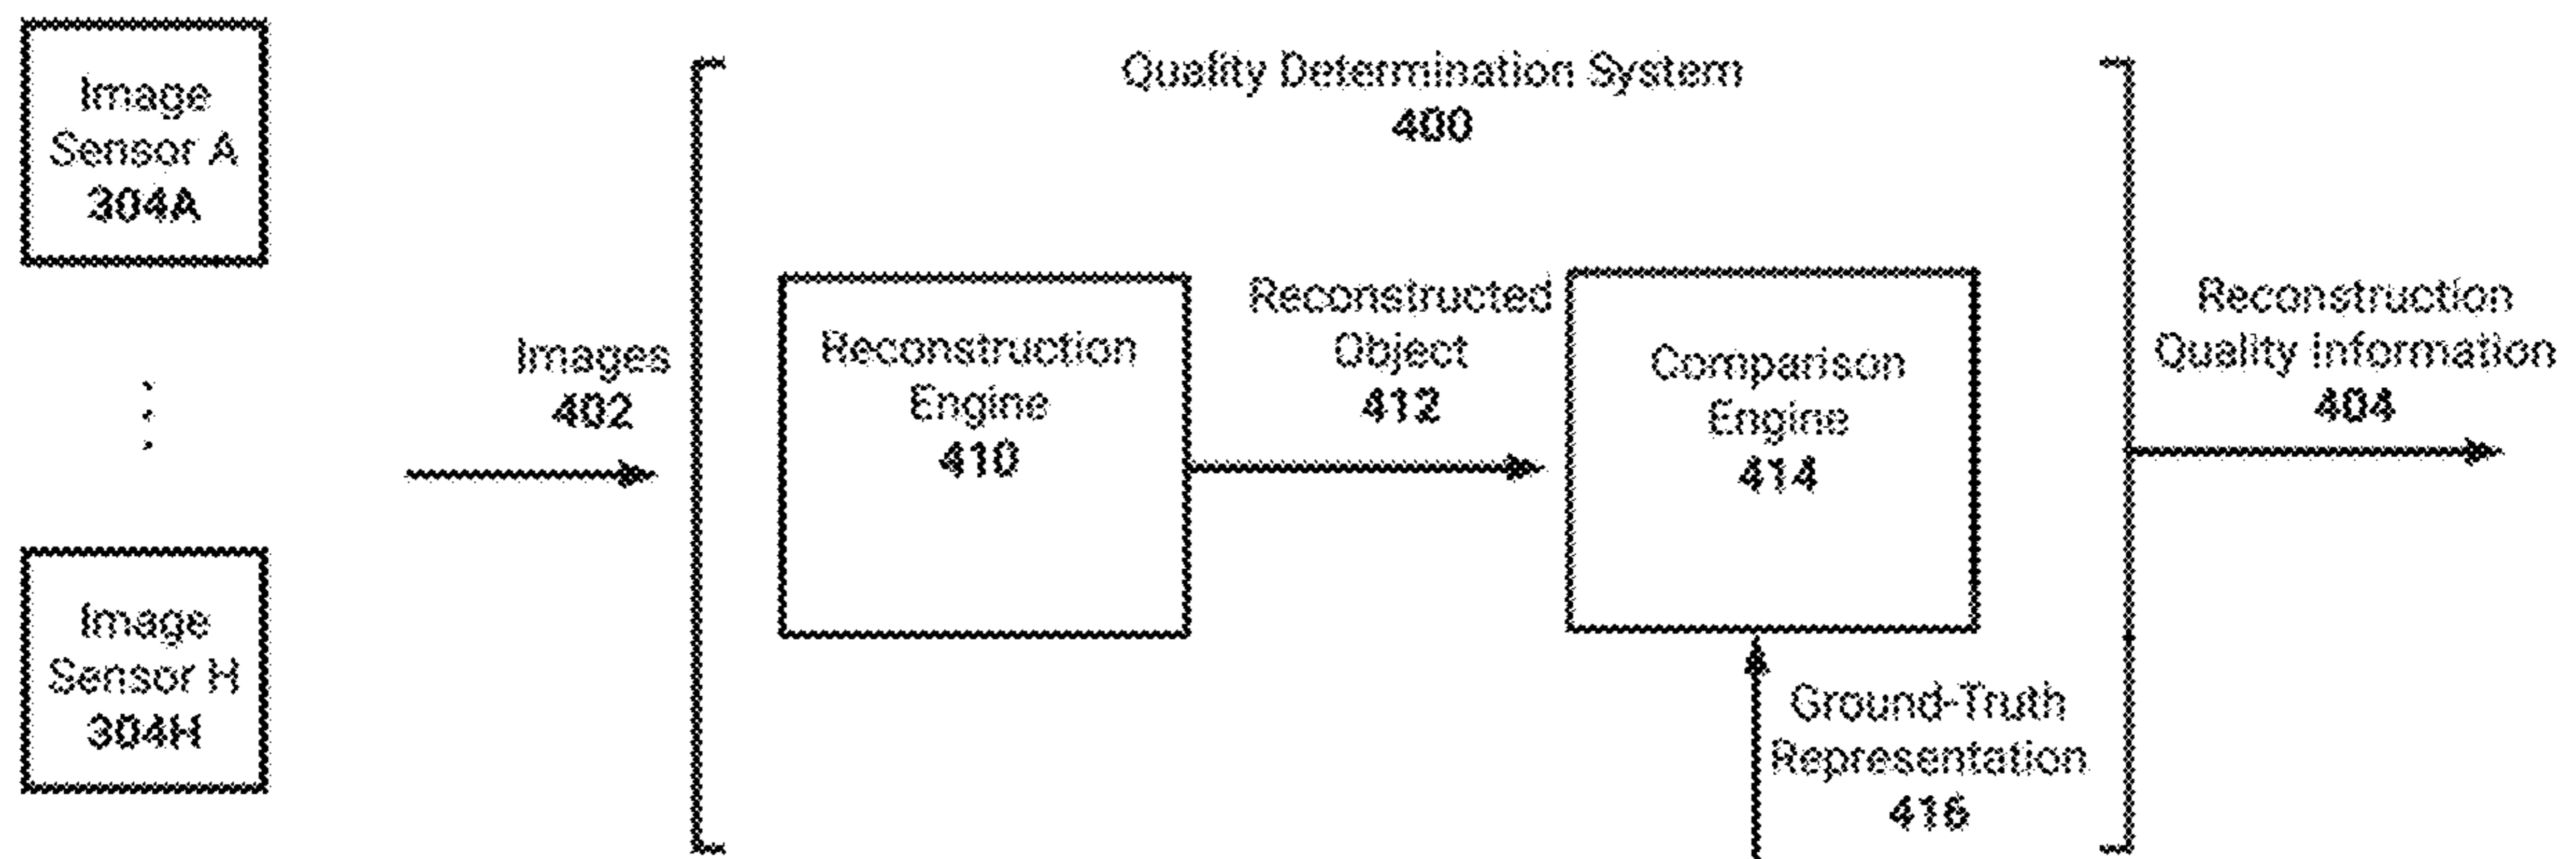 Image
Sensor A
304A
Image
Sensor H
304H
Images
402
Quality Determination System
400
Reconstruction
Engine
410
Reconstructed
Object
412
Comparison
Engine
414
Ground-Truth
Representation
416
Reconstruction
Quality Information
404